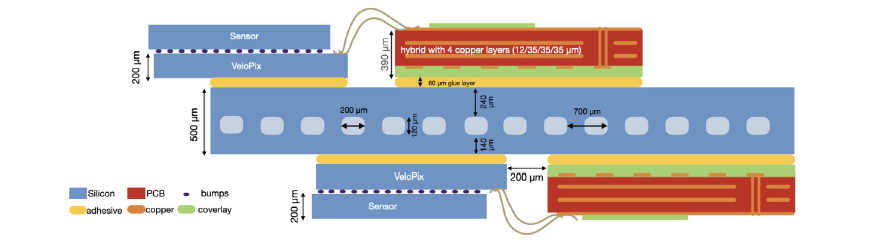 Sensor
VeloPix
200 μm
390 μm
hybrid with 4 copper layers (12/35/35/35 μm)
60 μm glue layer
500 μm
200 μm
120 μm
240 μm
140 μm
700 μm
VeloPix
Sensor
200 μm
200 μm
Silicon
PCB
bumps
adhesive
copper
coverlay